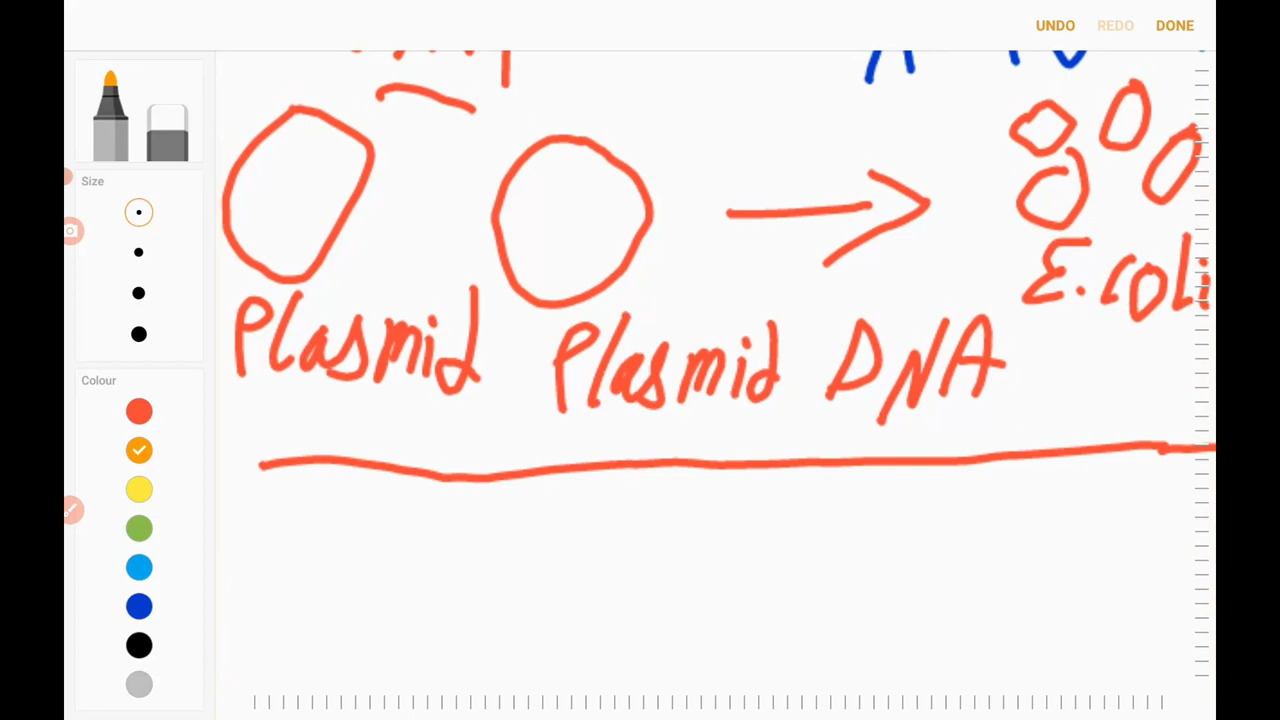 UNDO REDO DONE
Size
Colour
E.coli
Plasmid Plasmid DNA